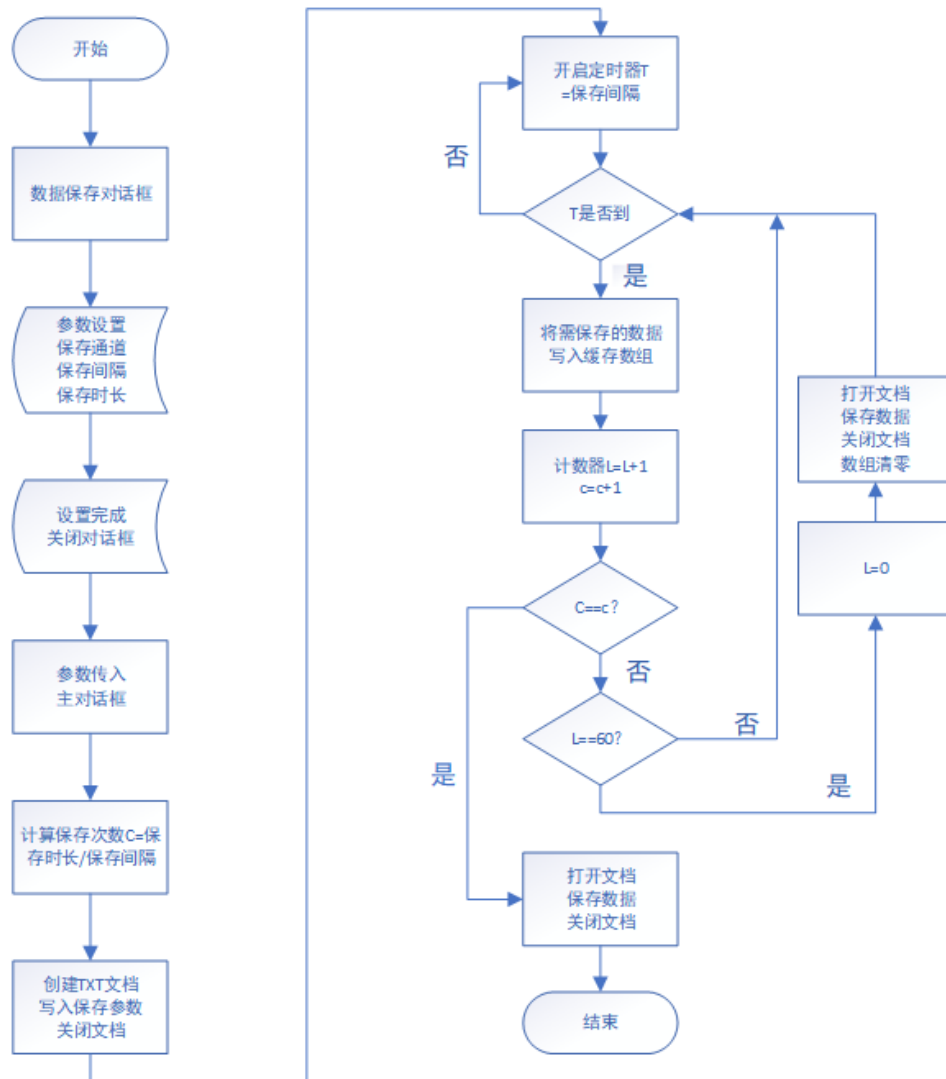 开始
数据保存对话框
参数设置
保存通道
保存间隔
保存时长
设置完成
关闭对话框
参数传入
主对话框
计算保存次数C=保
存时长/保存间隔
创建TXT文档
写入保存参数
关闭文档
开启定时器T
=保存间隔
否
T是否到
是
将需保存的数据
写入缓存数组
计数器L=L+1
c=c+1
C==c?
否
L==60?
否
是
是
打开文档
保存数据
关闭文档
结束
L=0
打开文档
保存数据
关闭文档
数组清零